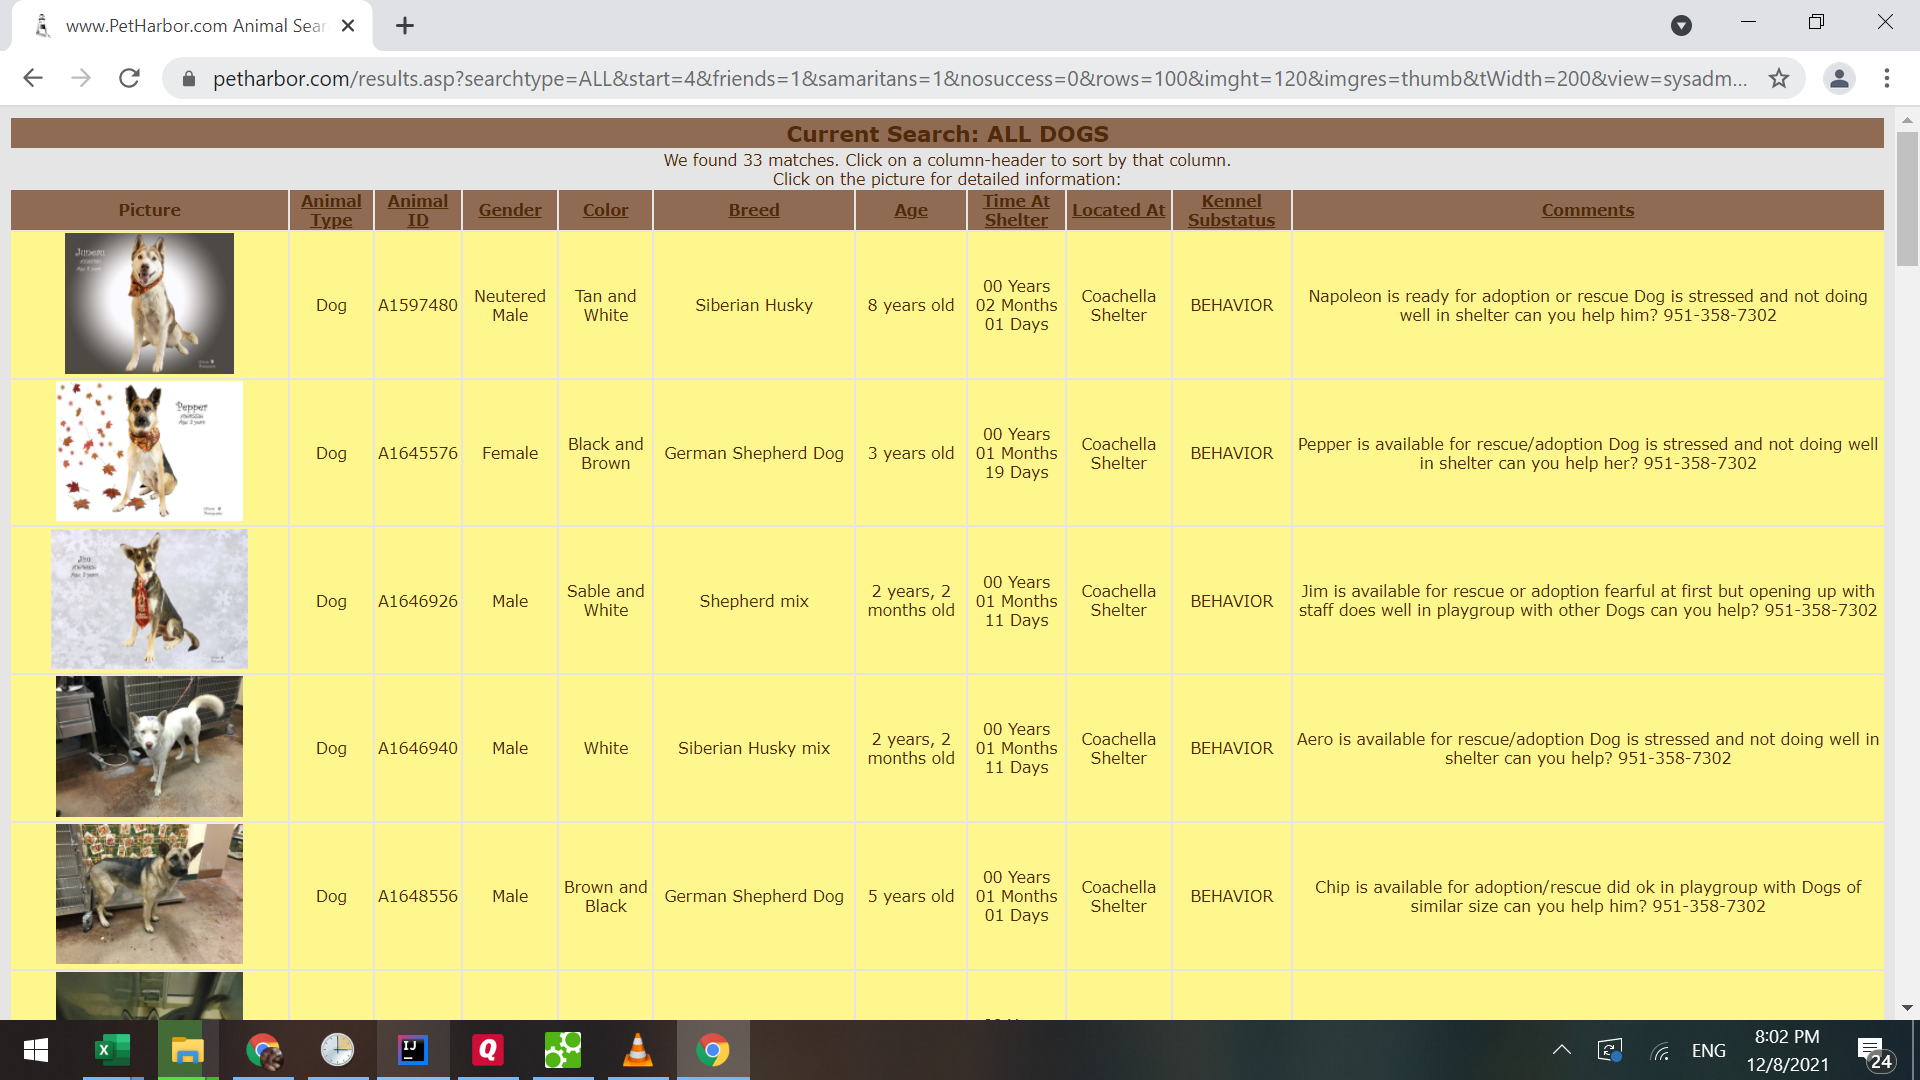 www.PetHarbor.com Animal Sear
petharbor.com/results.asp?searchtype=ALL&start=4&friends=1&samaritans=1&nosuccess=0&rows=100&imght=120&imgres=thumb&tWidth=200&view=sysadm...
Current Search: ALL DOGS
We found 33 matches. Click on a column-header to sort by that column.
Click on the picture for detailed information:
Picture
Animal
Type
Animal
ID
Gender
Color
Breed
Age
Time At
Shelter
Located At
Kennel
Substatus
Comments
Juneau
Dog
A1597480
Neutered
Male
Tan and
White
Siberian Husky
8 years old
00 Years
02 Months
01 Days
Coachella
Shelter
BEHAVIOR
Napoleon is ready for adoption or rescue Dog is stressed and not doing
well in shelter can you help him? 951-358-7302
Pepper
Dog
A1645576
Female
Black and
Brown
German Shepherd Dog
3 years old
00 Years
01 Months
19 Days
Coachella
Shelter
BEHAVIOR
Pepper is available for rescue/adoption Dog is stressed and not doing well
in shelter can you help her? 951-358-7302
Jim
Dog
A1646926
Male
Sable and
White
Shepherd mix
2 years, 2
months old
00 Years
01 Months
11 Days
Coachella
Shelter
BEHAVIOR
Jim is available for rescue or adoption fearful at first but opening up with
staff does well in playgroup with other Dogs can you help? 951-358-7302
Dog
A1646940
Male
White
Siberian Husky mix
2 years, 2
months old
00 Years
01 Months
11 Days
Coachella
Shelter
BEHAVIOR
Aero is available for rescue/adoption Dog is stressed and not doing well in
shelter can you help? 951-358-7302
Dog
A1648556
Male
Brown and
Black
German Shepherd Dog
5 years old
00 Years
01 Months
01 Days
Coachella
Shelter
BEHAVIOR
Chip is available for adoption/rescue did ok in playgroup with Dogs of
similar size can you help him? 951-358-7302
X
IJ
Q
ENG
8:02 PM
12/8/2021
24